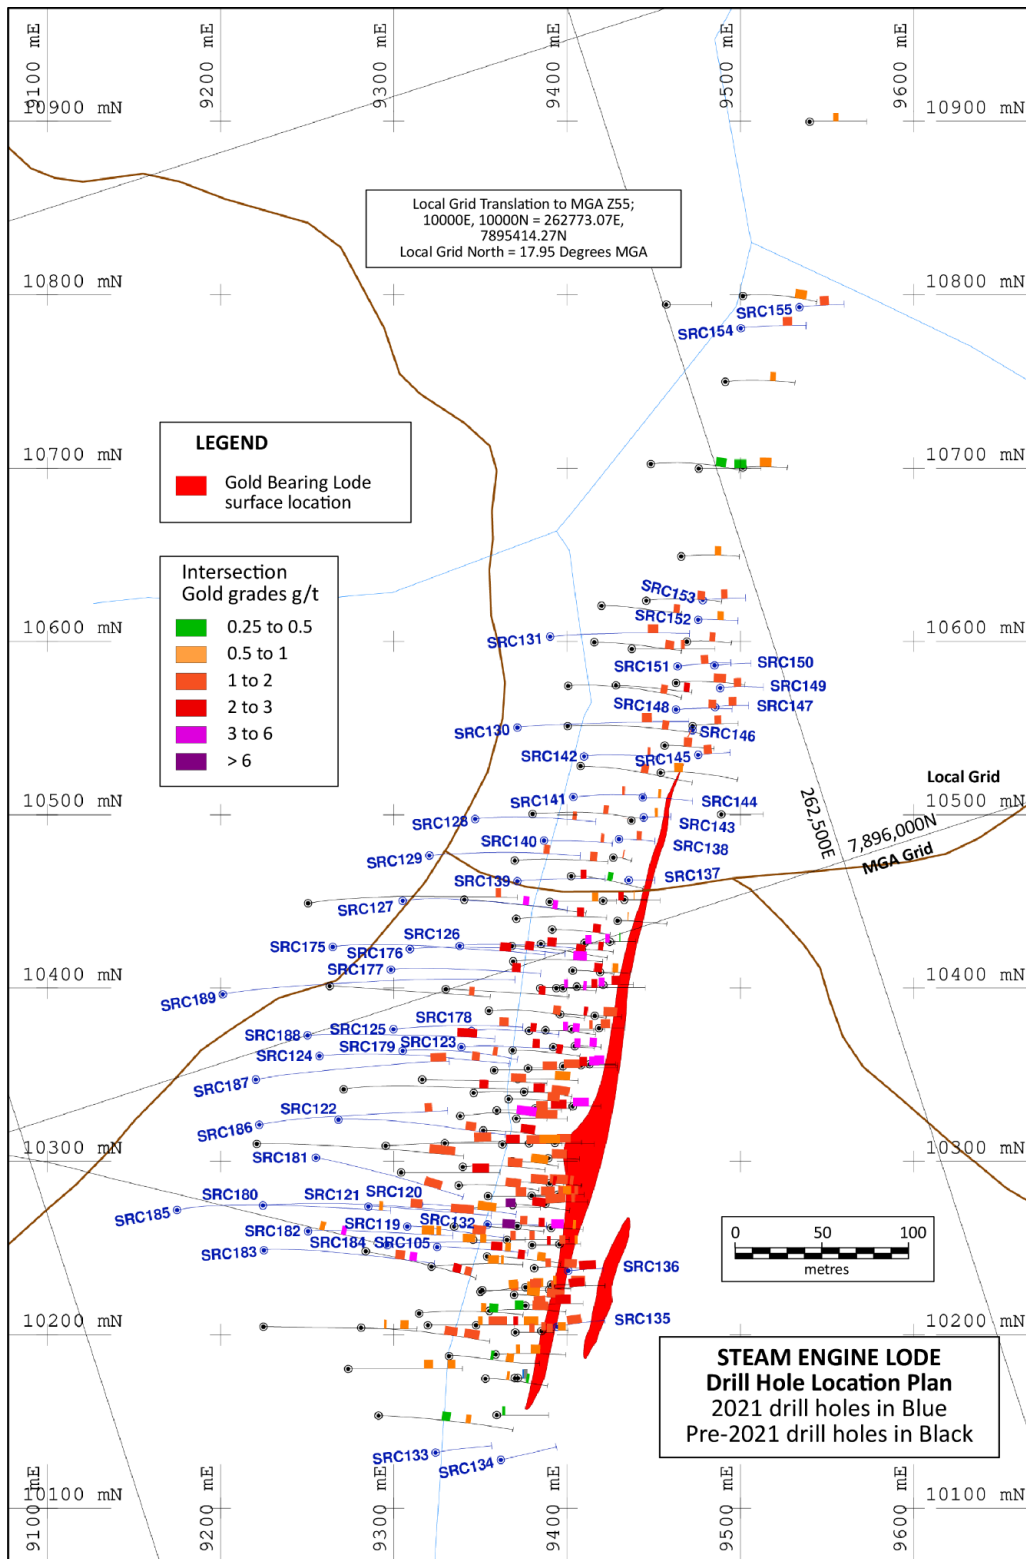 9100 mE
9200 mE
9300 mE
9400 mE
9500 mE
9600 mE
10900 mN
10900 mN
Local Grid Translation to MGA Z55;
10000E, 10000N = 262773.07E,
7895414.27N
Local Grid North = 17.95 Degrees MGA
10800 mN
10800 mN
SRC155
SRC154
LEGEND
Gold Bearing Lode
surface location
10700 mN
10700 mN
Intersection
Gold grades g/t
0.25 to 0.5
0.5 to 1
1 to 2
2 to 3
3 to 6
> 6
SRC153
SRC152
10600 mN
10600 mN
SRC131
SRC151
SRC150
SRC149
SRC148
SRC147
SRC130
SRC146
SRC142
SRC145
Local Grid
SRC141
SRC144
10500 mN
10500 mN
262,500E
7,896,000N
MGA Grid
SRC128
SRC143
SRC140
SRC138
SRC129
SRC139
SRC137
SRC127
SRC126
SRC175
SRC176
SRC177
10400 mN
10400 mN
SRC189
SRC178
SRC125
SRC188
SRC123
SRC179
SRC124
SRC187
SRC122
SRC186
10300 mN
10300 mN
SRC181
SRC180
SRC121
SRC120
SRC185
SRC119
SRC132
SRC182
SRC184
SRC105
SRC183
SRC136
0
50
100
metres
10200 mN
10200 mN
SRC135
STEAM ENGINE LODE
Drill Hole Location Plan
2021 drill holes in Blue
Pre-2021 drill holes in Black
SRC133
SRC134
10100 mN
10100 mN
9100 mE
9200 mE
9300 mE
9400 mE
9500 mE
9600 mE